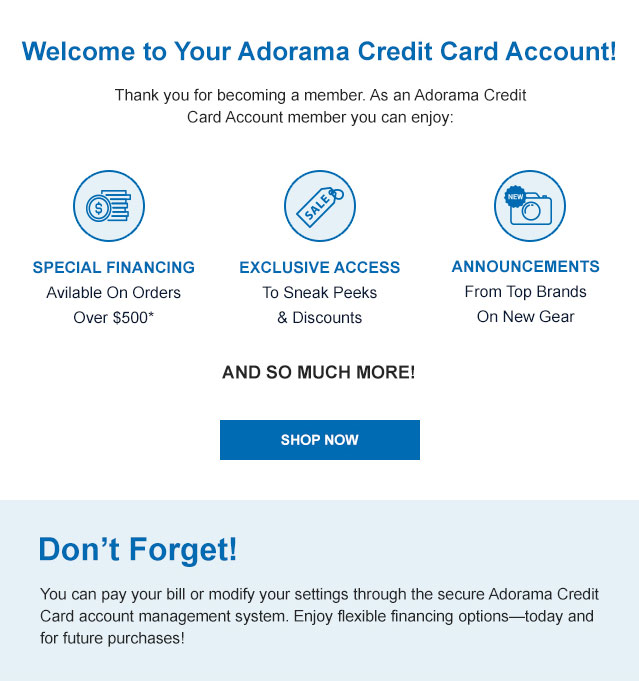 Welcome to Your Adorama Credit Card Account!
Thank you for becoming a member. As an Adorama Credit
Card Account member you can enjoy:
$
SALE
NEW
SPECIAL FINANCING
Avilable On Orders
Over $500*
EXCLUSIVE ACCESS
To Sneak Peeks
& Discounts
ANNOUNCEMENTS
From Top Brands
On New Gear
AND SO MUCH MORE!
SHOP NOW
Don’t Forget!
You can pay your bill or modify your settings through the secure Adorama Credit
Card account management system. Enjoy flexible financing options—today and
for future purchases!